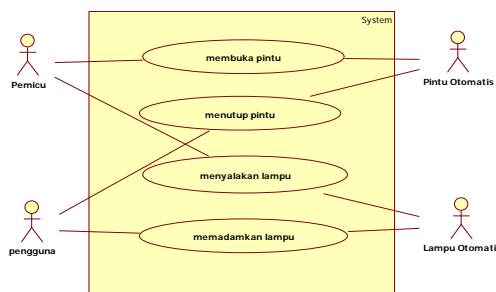 System
membuka pintu
Pemicu
Pintu Otomatis
menutup pintu
menyalakan lampu
memadamkan lampu
pengguna
Lampu Otomati